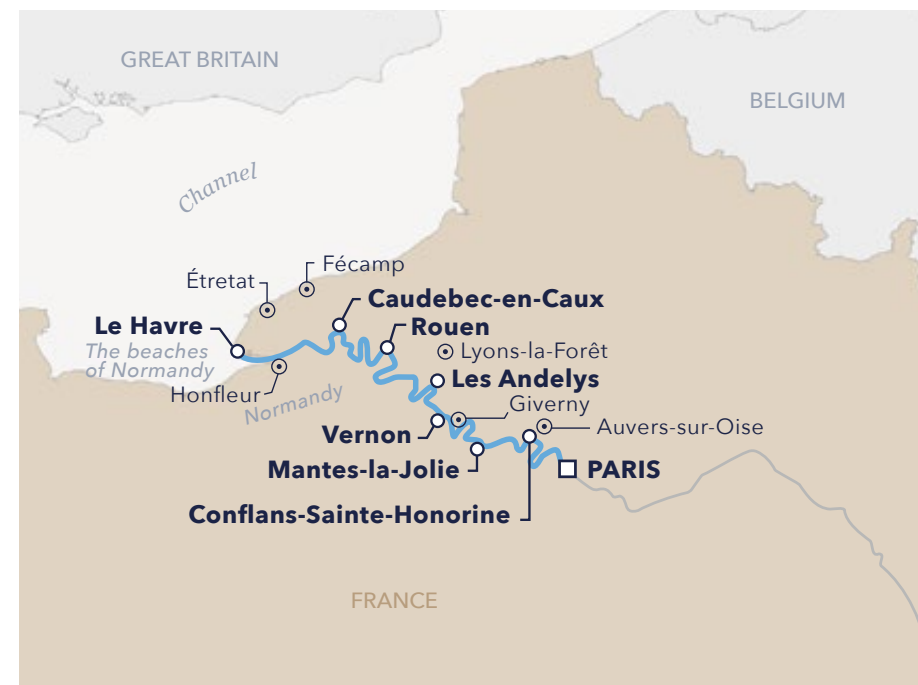 GREAT BRITAIN
BELGIUM
Channel
Fécamp
Étretat
Caudebec-en-Caux
Le Havre
Rouen
The beaches
of Normandy
Lyons-la-Forêt
Les Andelys
Honfleur
Normandy
Giverny
Vernon
Auvers-sur-Oise
Mantes-la-Jolie
PARIS
Conflans-Sainte-Honorine
FRANCE